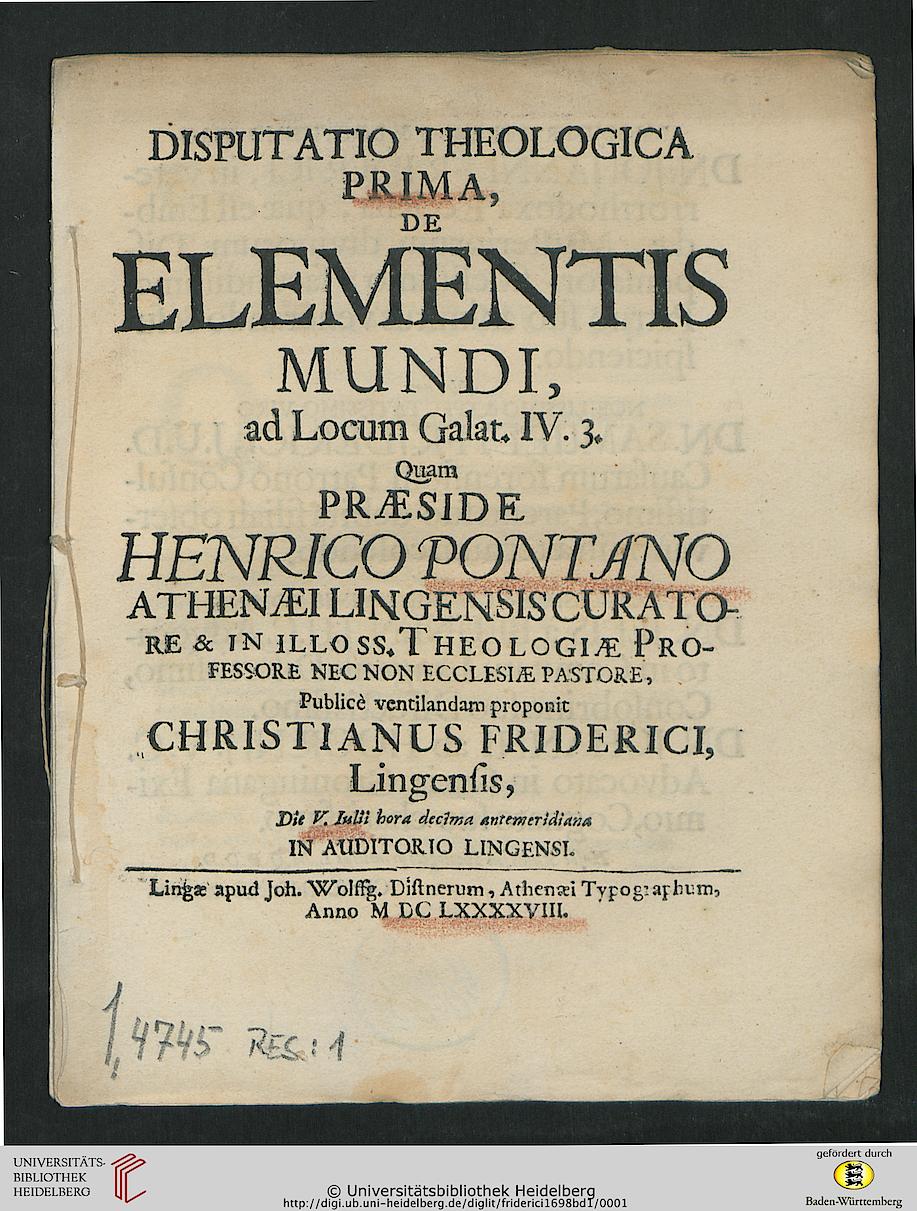 DISPUTATIO THEOLOGICA
PRIMA,
DE
ELEMENTIS
MUNDI,
ad Locum Galat. IV. 3.
Quam
PRÆSIDE
HENRICO PONTANO
ATHENÆI LINGENSIS CURATO-
RE & IN ILLO SS. THEOLOGIÆ PRO-
FESSORE NEC NON ECCLESIÆ PASTORE,
Publicè ventilandam proponit
CHRISTIANUS FRIDERICI,
Lingenſis,
Die V. Iulii hora decima antemeridiana
IN AUDITORIO LINGENSI.
Lingæ apud Joh. Wolffg. Diſtnerum, Athenæi Typographum,
Anno M DC LXXXXVIII.
1, 4745 RES: 1
UNIVERSITÄTS-
BIBLIOTHEK
HEIDELBERG
© Universitätsbibliothek Heidelberg
http://digi.ub.uni-heidelberg.de/diglit/friderici1698bd1/0001
gefördert durch
Baden-Württemberg